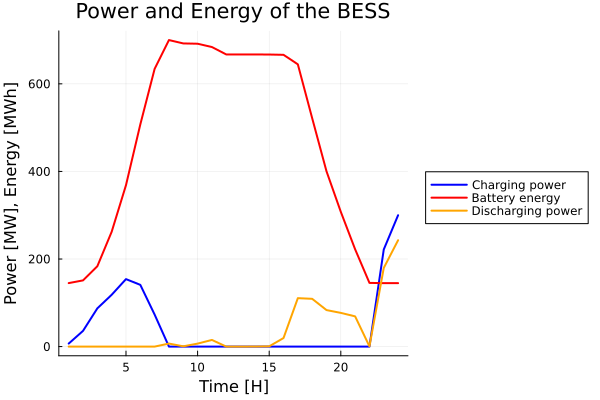 Power and Energy of the BESS
Power [MW], Energy [MWh]
600
400
200
0
5
10
15
20
Time [H]
Charging power
Battery energy
Discharging power